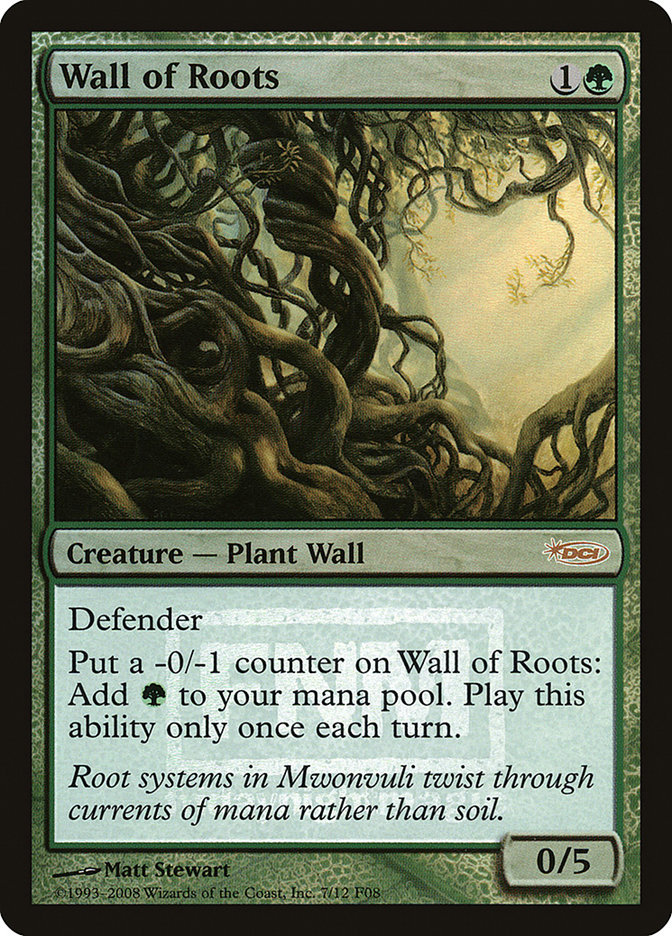 Wall of Roots 1
Creature — Plant Wall DCI
FNM
Defender
Put a -0/-1 counter on Wall of Roots:
Add to your mana pool. Play this
ability only once each turn.
Root systems in Mwonvuli twist through
currents of mana rather than soil.
0/5
Matt Stewart
©1993–2008 Wizards of the Coast, Inc. 7/12 F08